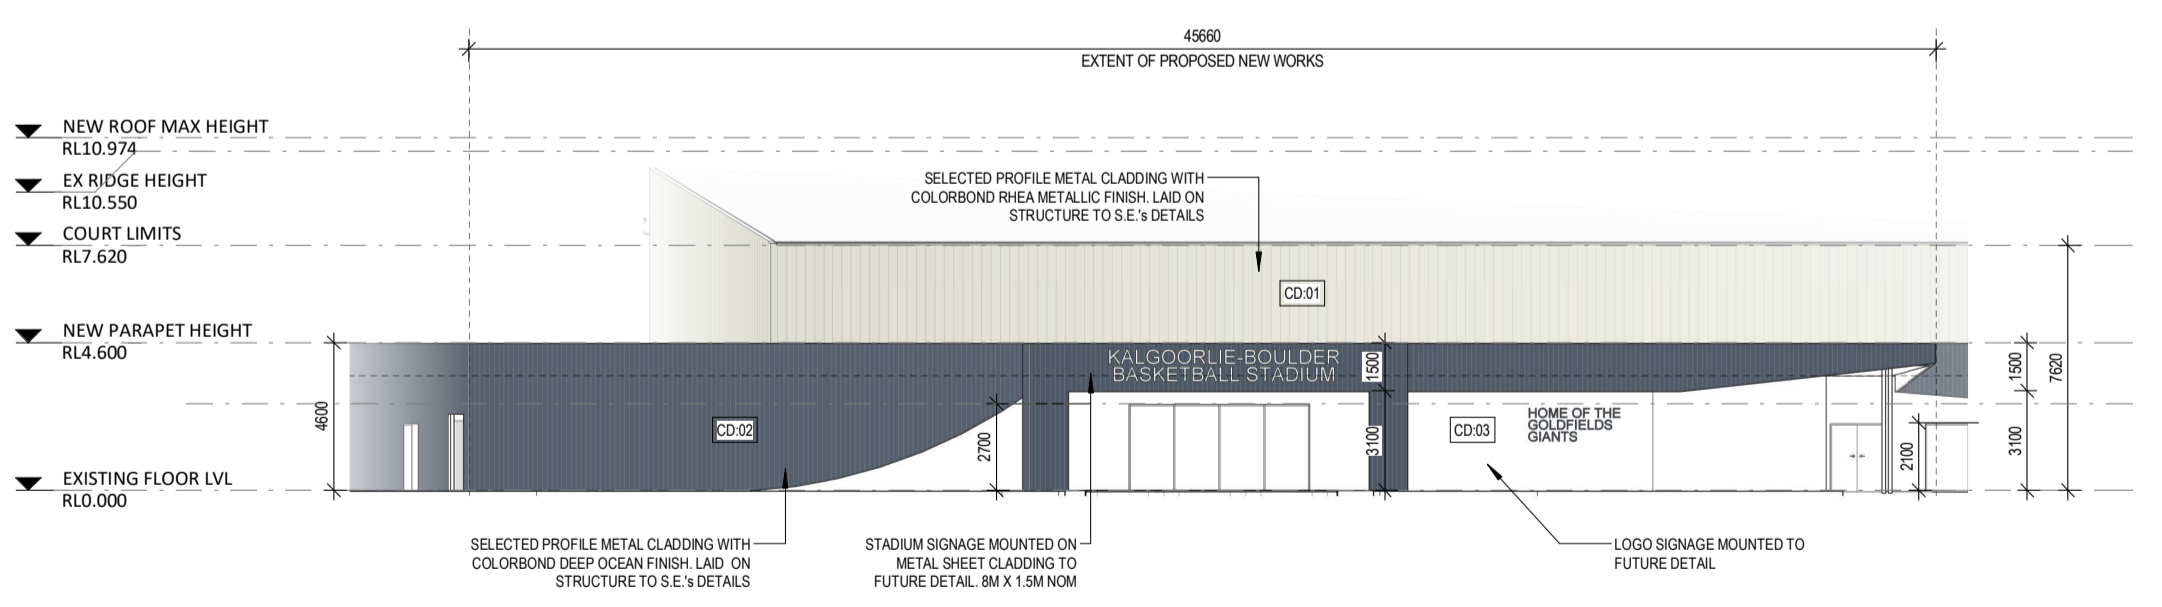 45660
EXTENT OF PROPOSED NEW WORKS
NEW ROOF MAX HEIGHT
RL10.974
EX RIDGE HEIGHT
RL10.550
COURT LIMITS
RL7.620
NEW PARAPET HEIGHT
RL4.600
EXISTING FLOOR LVL
RL0.000
SELECTED PROFILE METAL CLADDING WITH
COLORBOND RHEA METALLIC FINISH. LAID ON
STRUCTURE TO S.E.'s DETAILS
CD:01
KALGOORLIE-BOULDER
BASKETBALL STADIUM
4600
CD:02
2700
1500
3100
CD:03
HOME OF THE
GOLDFIELDS
GIANTS
2100
1500
3100
7620
SELECTED PROFILE METAL CLADDING WITH
COLORBOND DEEP OCEAN FINISH. LAID ON
STRUCTURE TO S.E.'s DETAILS
STADIUM SIGNAGE MOUNTED ON
METAL SHEET CLADDING TO
FUTURE DETAIL. 8M X 1.5M NOM
LOGO SIGNAGE MOUNTED TO
FUTURE DETAIL